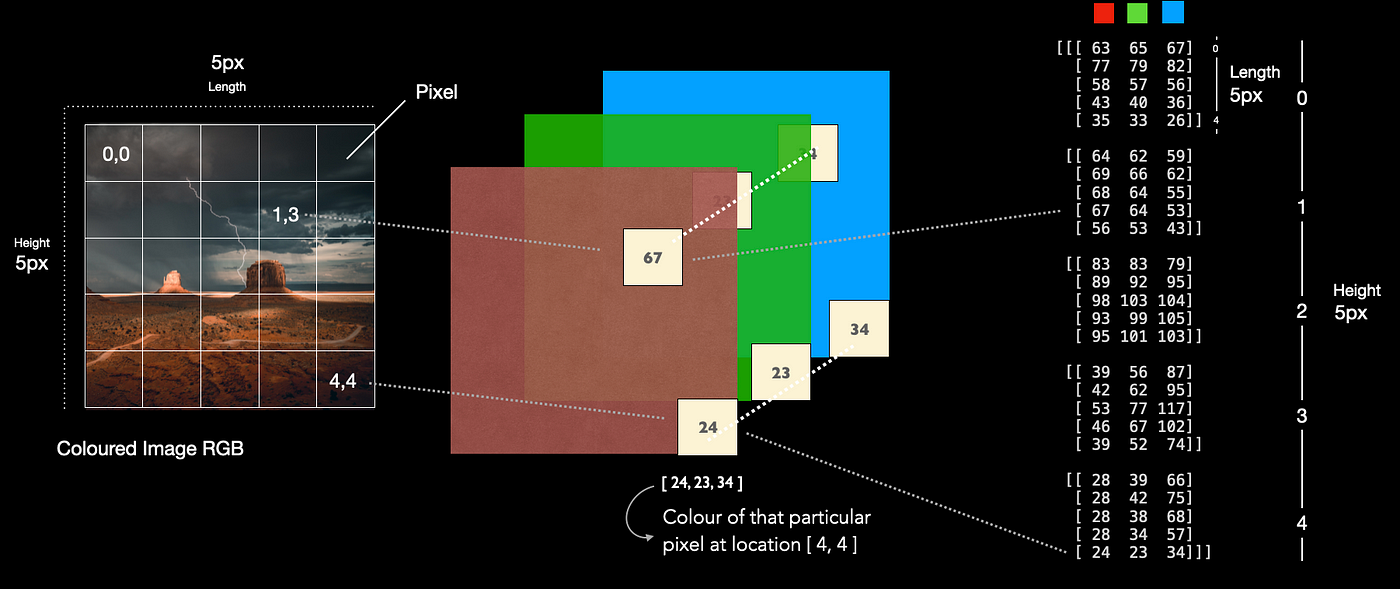 5px
Length
Pixel
0,0
1,3
Height
5px
4,4
Coloured Image RGB
67
34
23
24
[ 24, 23, 34 ]
Colour of that particular
pixel at location [ 4, 4 ]
[[[ 63 65 67]
[ 77 79 82]
[ 58 57 56]
[ 43 40 36]
[ 35 33 26]]
[[ 64 62 59]
[ 69 66 62]
[ 68 64 55]
[ 67 64 53]
[ 56 53 43]]
[[ 83 83 79]
[ 89 92 95]
[ 98 103 104]
[ 93 99 105]
[ 95 101 103]]
[[ 39 56 87]
[ 42 62 95]
[ 53 77 117]
[ 46 67 102]
[ 39 52 74]]
[[ 28 39 66]
[ 28 42 75]
[ 28 38 68]
[ 28 34 57]
[ 24 23 34]]]
0
Length
5px
4
0
1
2
Height
5px
3
4